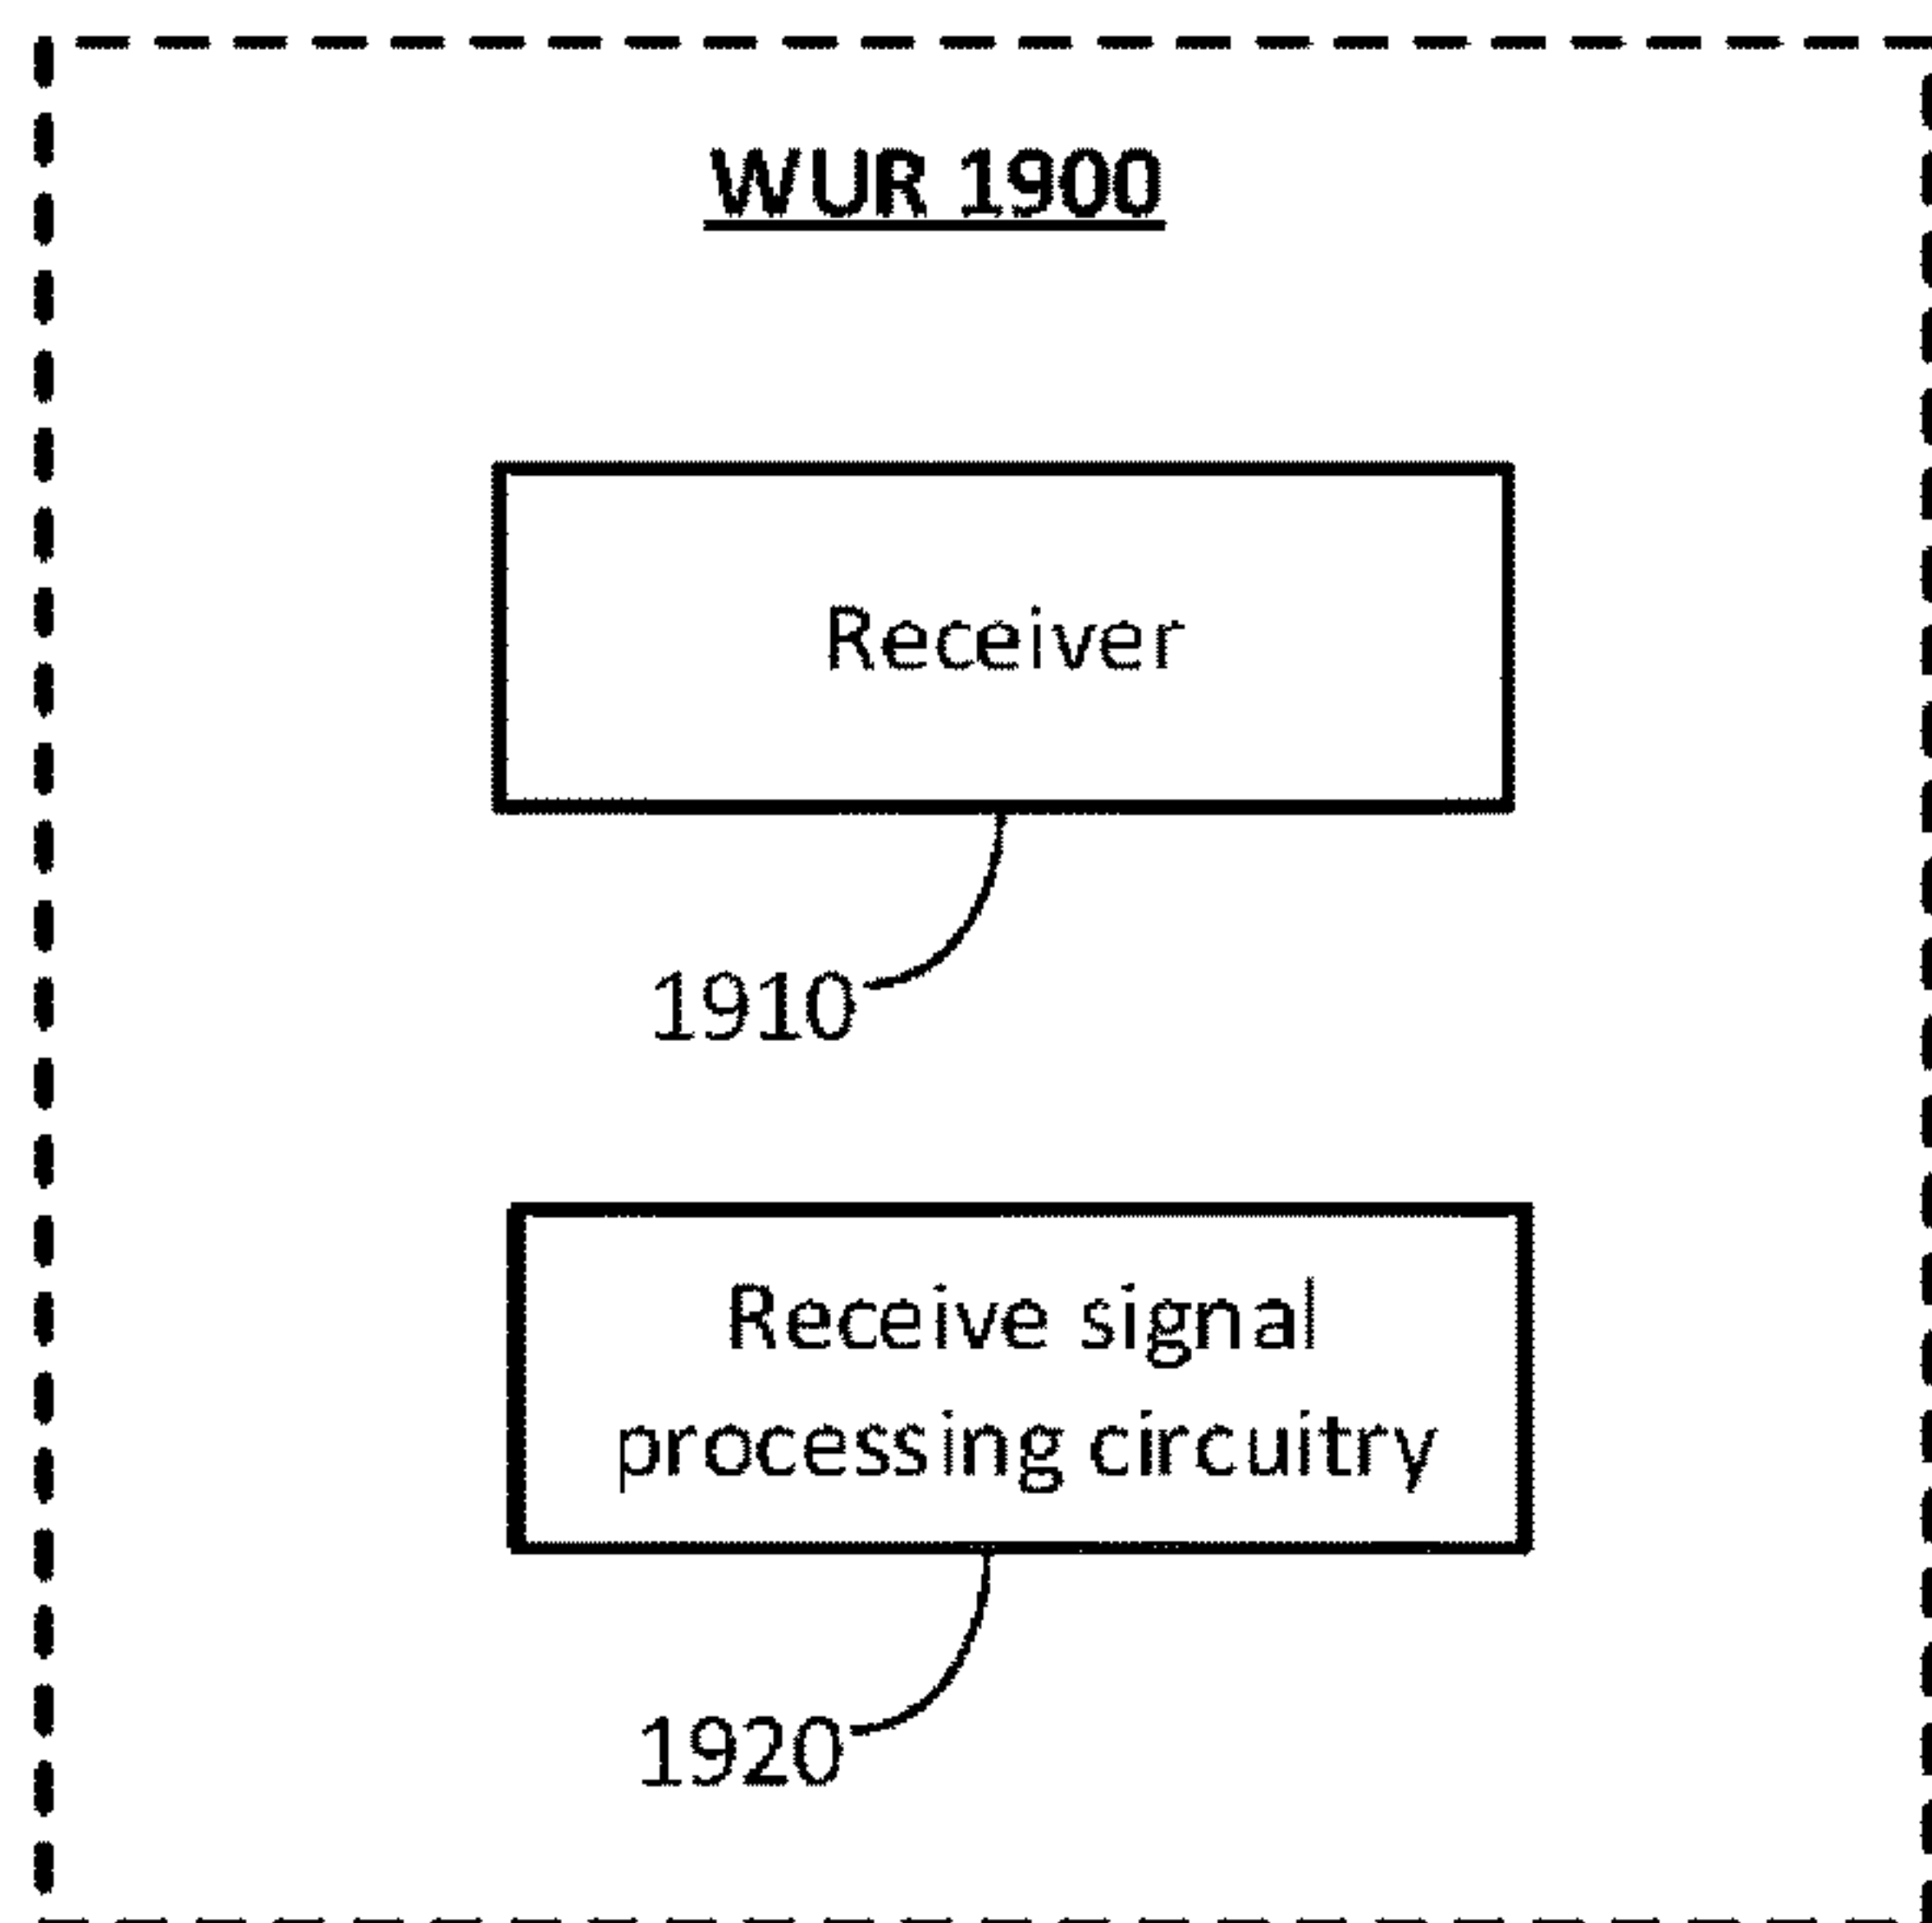 WUR 1900
Receiver
1910
Receive signal
processing circuitry
1920